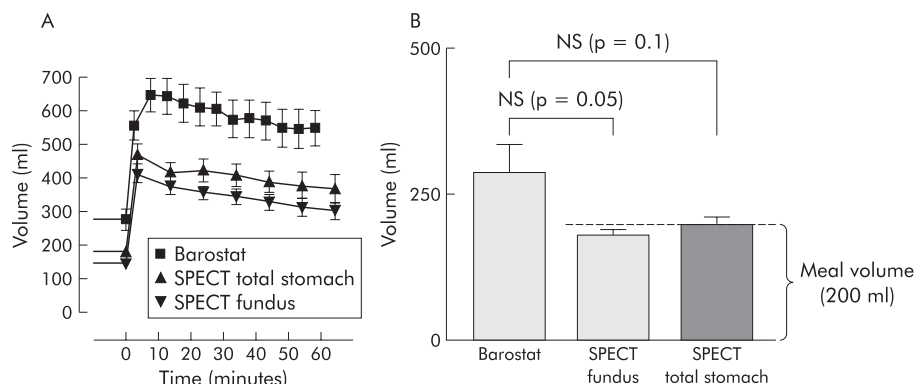 A
700
600
500
400
300
200
100
0
Volume (ml)
Barostat
SPECT total stomach
SPECT fundus
0 10 20 30 40 50 60
Time (minutes)
B
500
250
0
Volume (ml)
NS (p = 0.1)
NS (p = 0.05)
Meal volume
(200 ml)
Barostat
SPECT
fundus
SPECT
total stomach